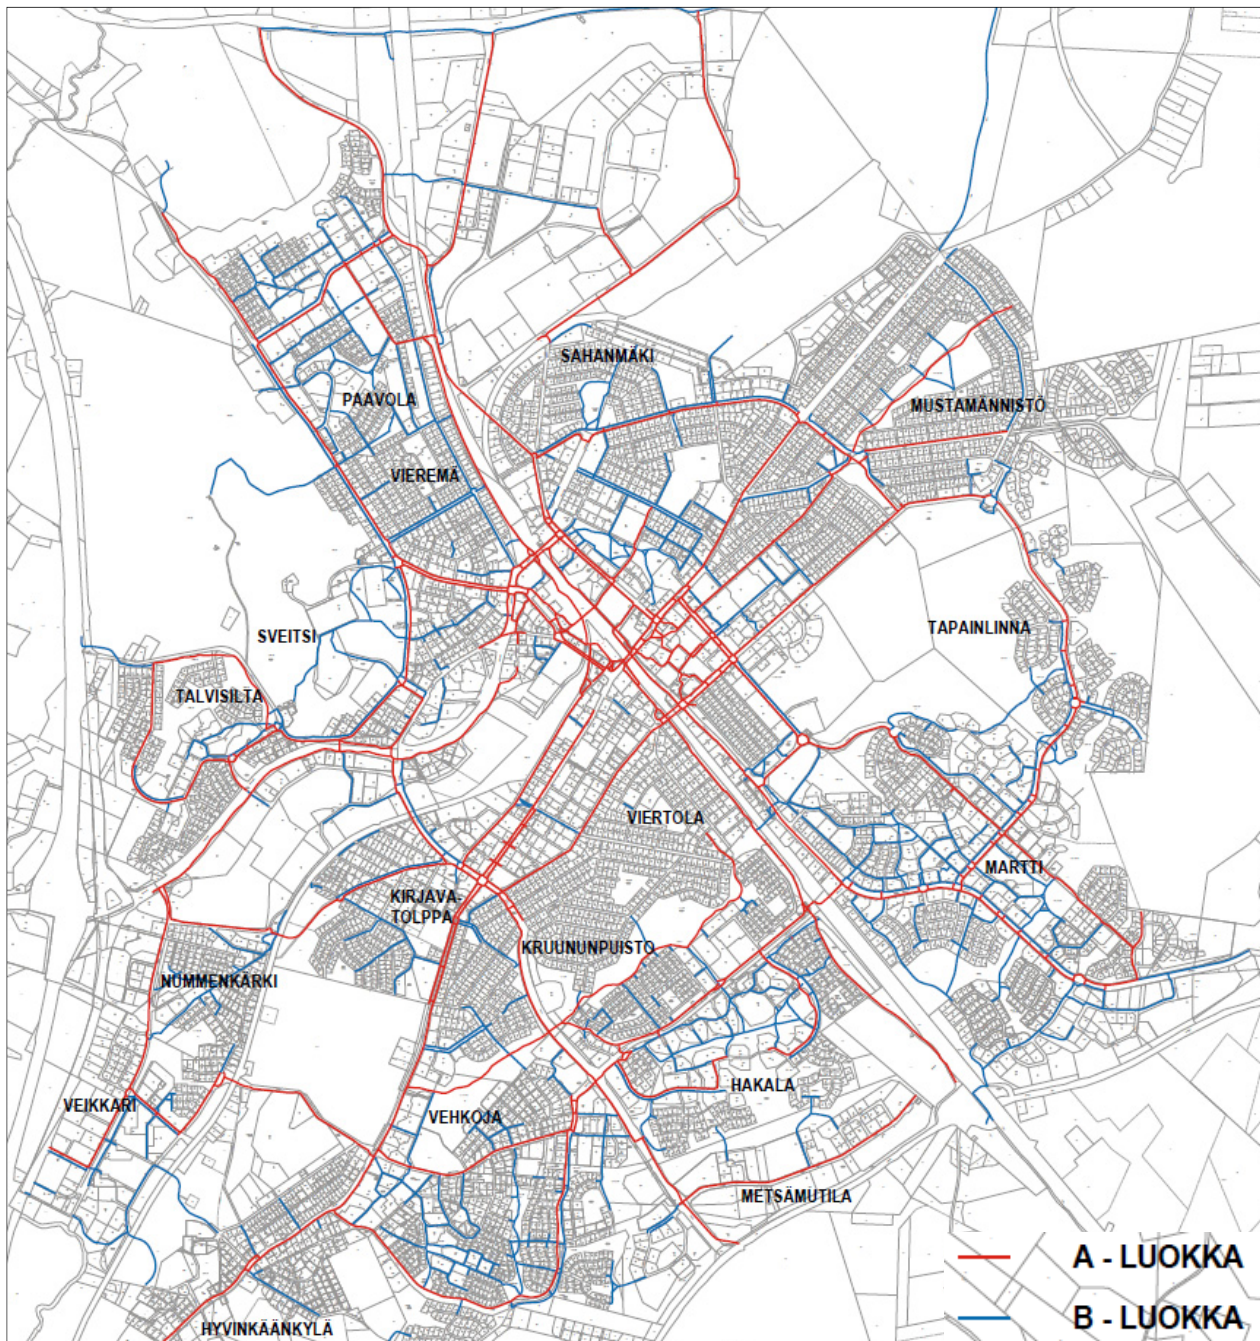 SAHANMÄKI
PAAVOLA
MUSTAMÄNNISTÖ
VIEREMÄ
SVEITSI
TAPAINLINNA
TALVISILTA
VIERTOLA
MARTTI
KIRJAVA-
TOLPPA
KRUUNUNPUISTO
NUMMENKÄRKI
HAKALA
VEIKKARI
VEHKOJA
METSÄMUTILA
A - LUOKKA
B - LUOKKA
HYVINKÄÄNKYLÄ